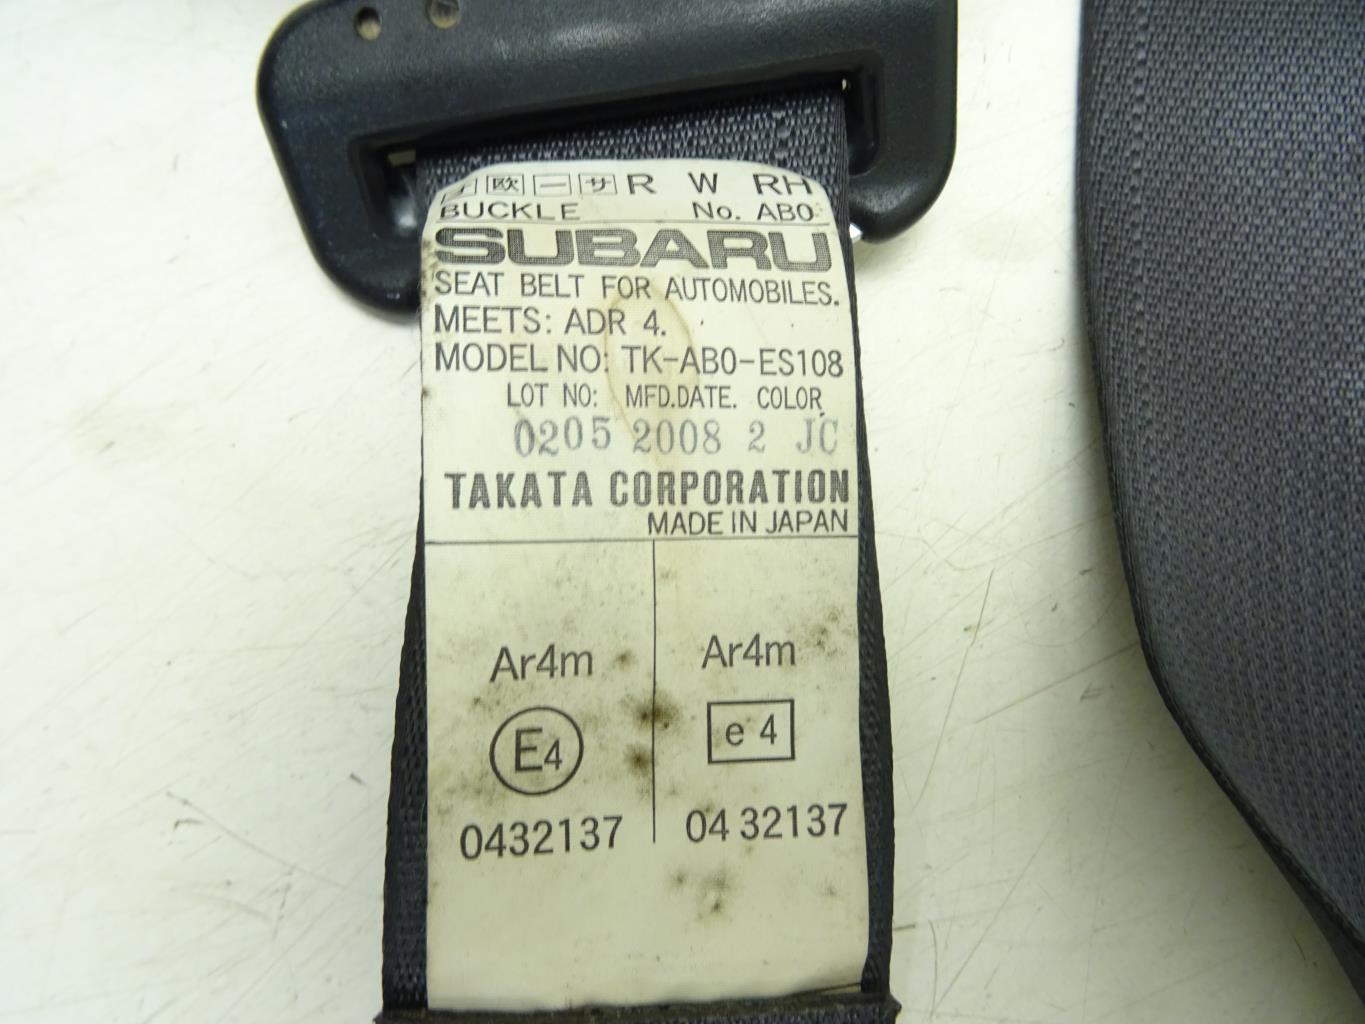 欧 一 サ R W RH
BUCKLE No. AB0
SUBARU
SEAT BELT FOR AUTOMOBILES.
MEETS: ADR 4.
MODEL NO: TK-AB0-ES108
LOT NO: MFD.DATE. COLOR
0205 2008 2 JC
TAKATA CORPORATION
MADE IN JAPAN
Ar4m
E4
0432137
Ar4m
e 4
04 32137